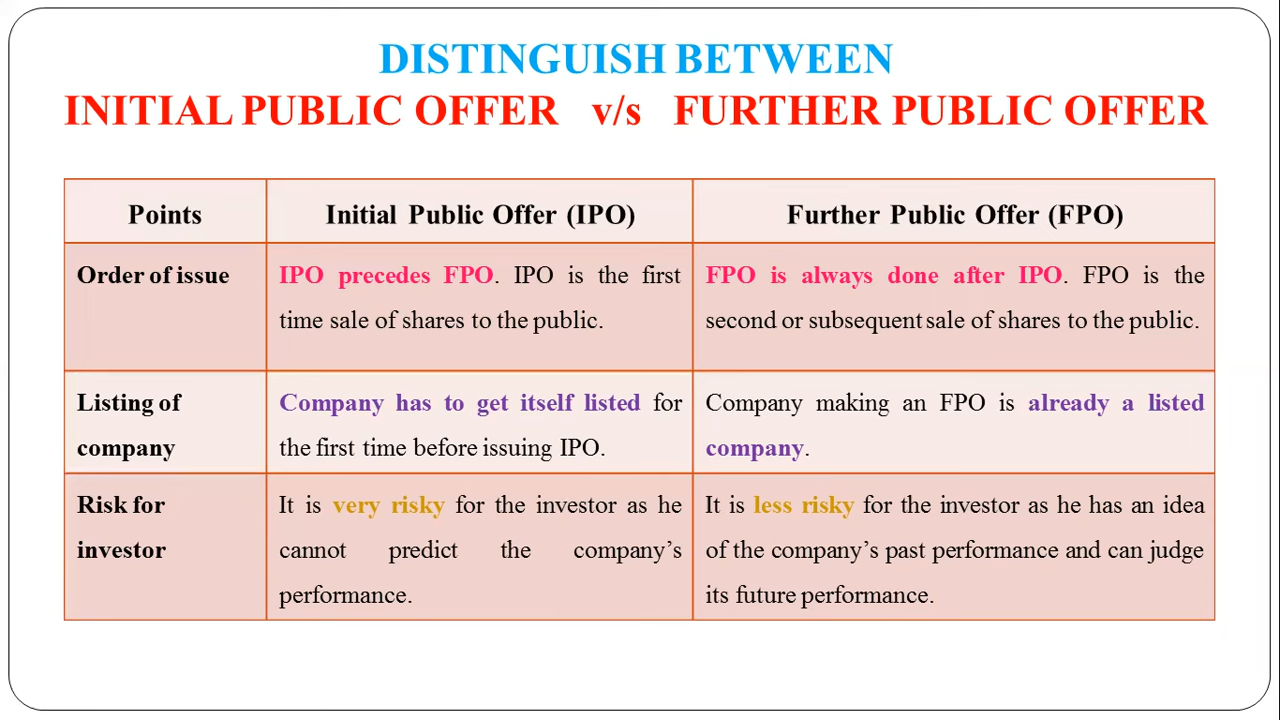 DISTINGUISH BETWEEN
INITIAL PUBLIC OFFER v/s FURTHER PUBLIC OFFER
Points
Initial Public Offer (IPO)
Further Public Offer (FPO)
Order of issue
IPO precedes FPO. IPO is the first
time sale of shares to the public.
FPO is always done after IPO. FPO is the
second or subsequent sale of shares to the public.
Listing of
company
Company has to get itself listed for
the first time before issuing IPO.
Company making an FPO is already a listed
company.
Risk for
investor
It is very risky for the investor as he
cannot predict the company’s
performance.
It is less risky for the investor as he has an idea
of the company’s past performance and can judge
its future performance.